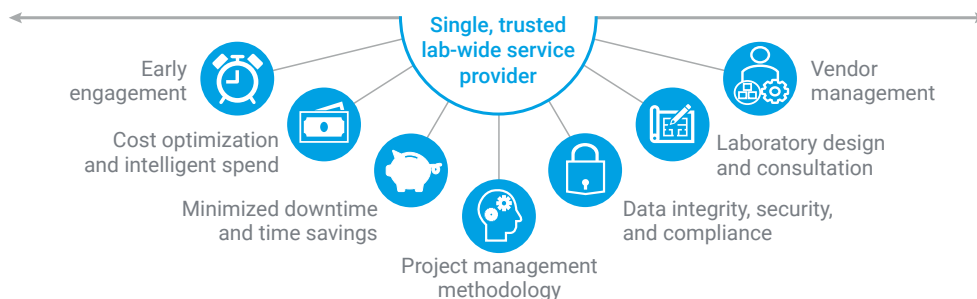 Single, trusted
lab-wide service
provider
Early
engagement
Cost optimization
and intelligent spend
Minimized downtime
and time savings
Project management
methodology
Data integrity, security,
and compliance
Laboratory design
and consultation
Vendor
management